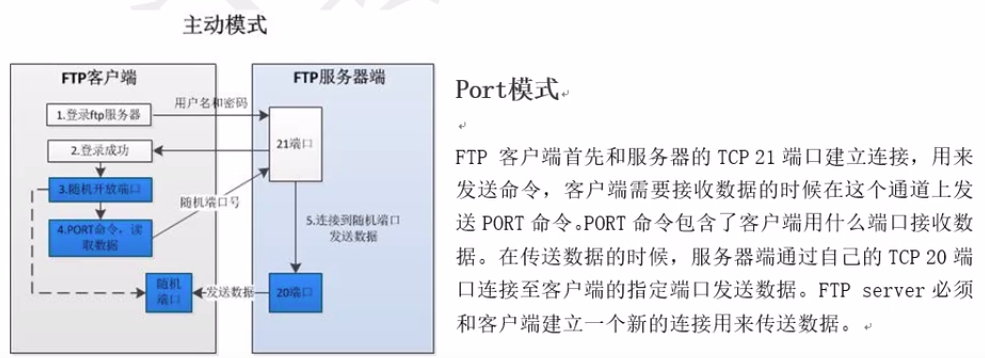 主动模式
FTP客户端
FTP服务器端
1.登录ftp服务器
用户名和密码
21端口
2.登录成功
3.随机开放端口
随机端口号
4.PORT命令，读
取数据
5.连接到随机端口
发送数据
随机
端口
发送数据
20端口
Port模式
FTP 客户端首先和服务器的 TCP 21 端口建立连接，用来
发送命令，客户端需要接收数据的时候在这个通道上发
送 PORT 命令。PORT 命令包含了客户端用什么端口接收数
据。在传送数据的时候，服务器端通过自己的 TCP 20 端
口连接至客户端的指定端口发送数据。FTP server 必须
和客户端建立一个新的连接用来传送数据。